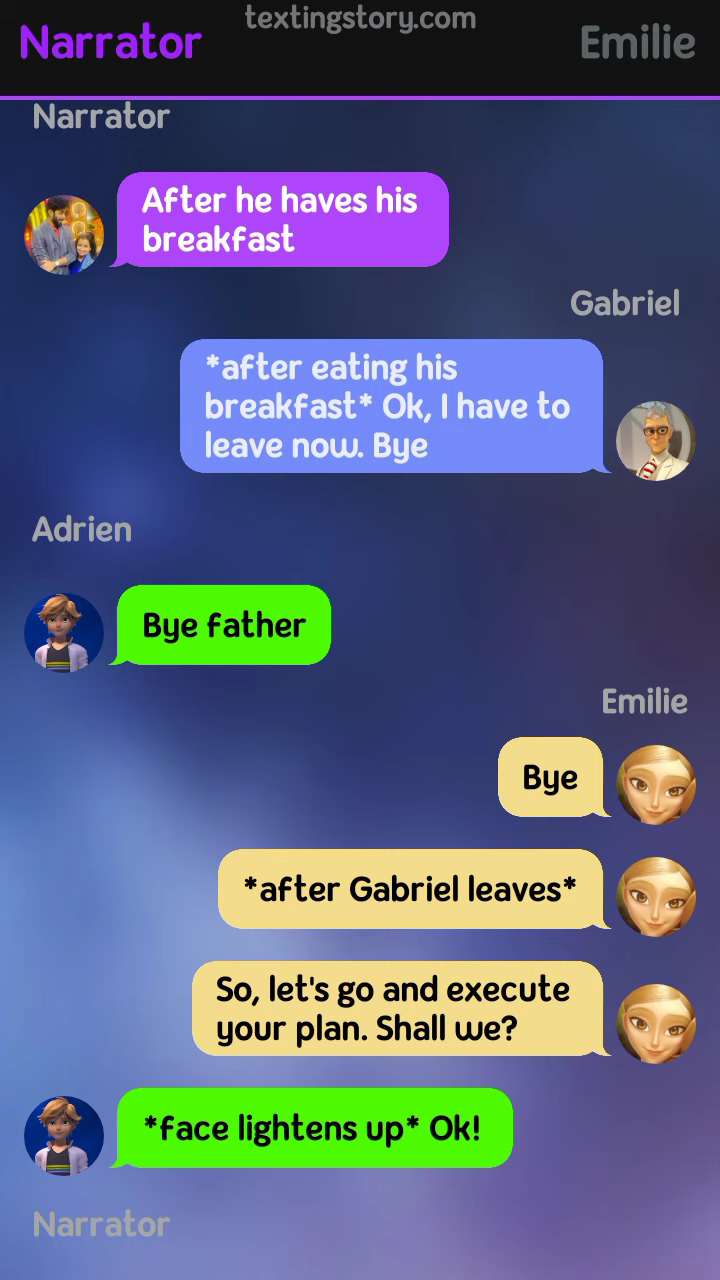 textingstory.com
Narrator
Emilie
Narrator
After he haves his
breakfast
Gabriel
*after eating his
breakfast* Ok, I have to
leave now. Bye
Adrien
Bye father
Emilie
Bye
*after Gabriel leaves*
So, let's go and execute
your plan. Shall we?
*face lightens up* Ok!
Narrator